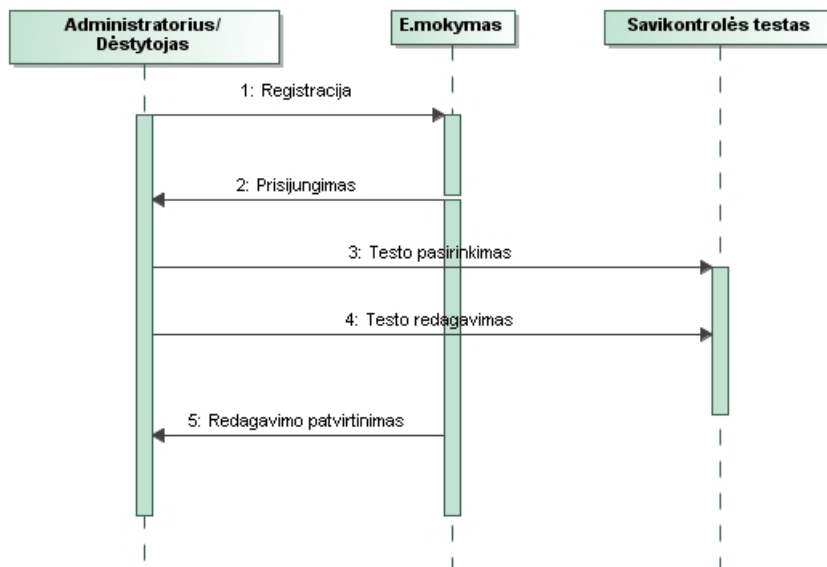 Administratorius/
Dėstytojas
E.mokymas
Savikontrolės testas
1: Registracija
2: Prisijungimas
3: Testo pasirinkimas
4: Testo redagavimas
5: Redagavimo patvirtinimas